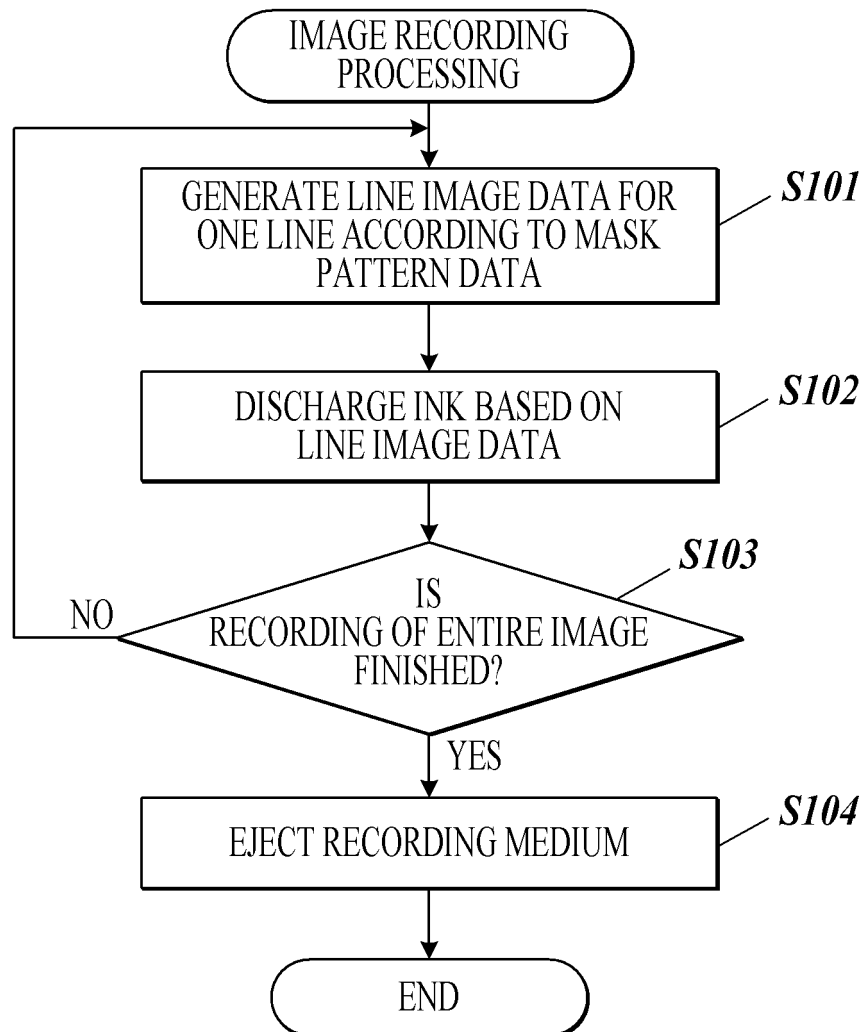 IMAGE RECORDING
PROCESSING
GENERATE LINE IMAGE DATA FOR
ONE LINE ACCORDING TO MASK
PATTERN DATA
S101
DISCHARGE INK BASED ON
LINE IMAGE DATA
S102
IS
RECORDING OF ENTIRE IMAGE
FINISHED?
S103
NO
YES
EJECT RECORDING MEDIUM
S104
END